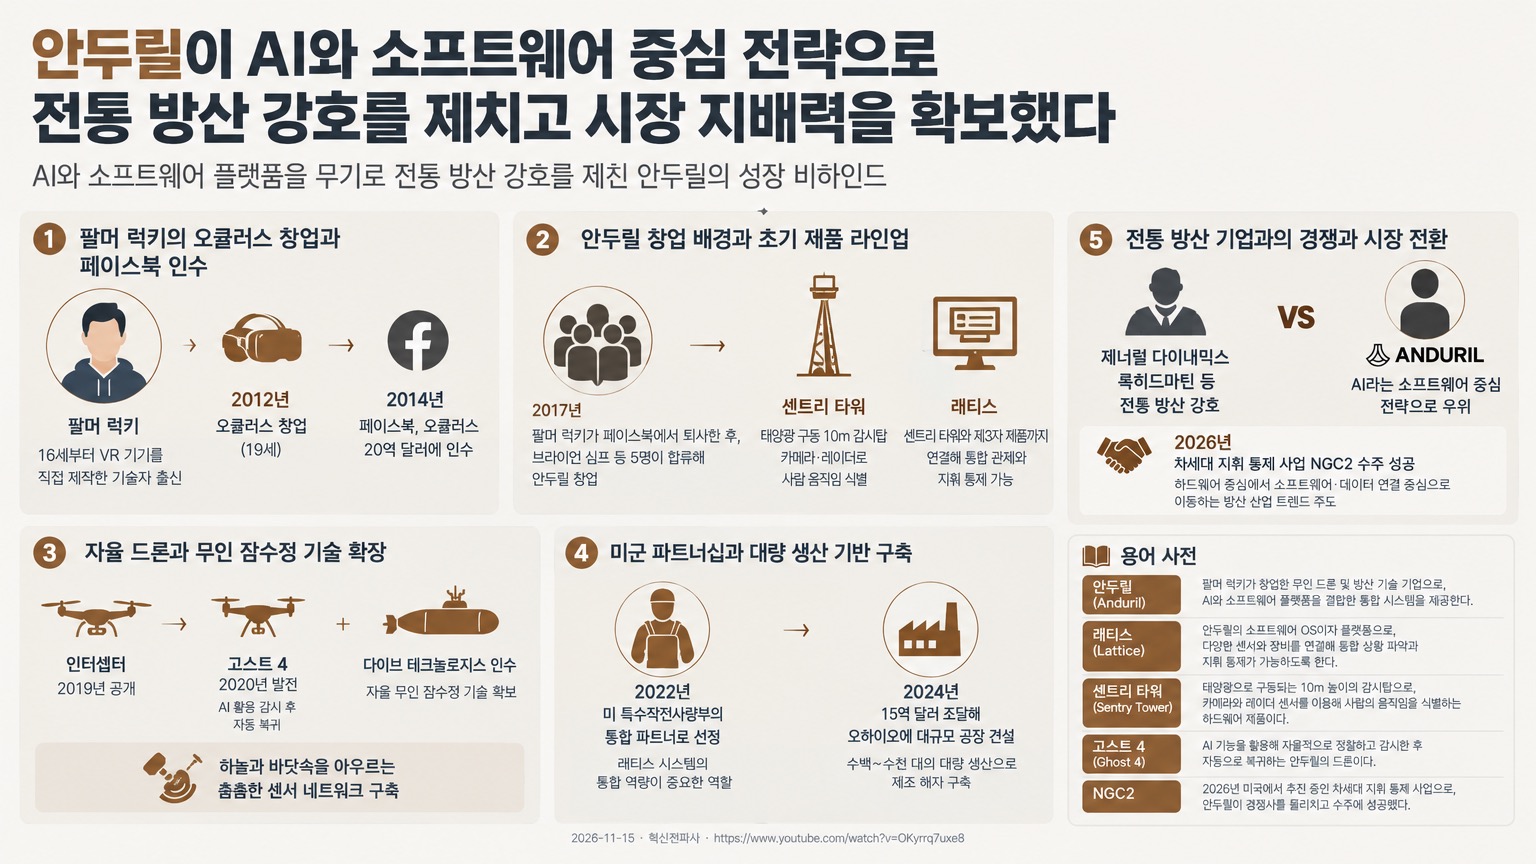 안두릴이 AI와 소프트웨어 중심 전략으로
전통 방산 강호를 제치고 시장 지배력을 확보했다
AI와 소프트웨어 플랫폼을 무기로 전통 방산 강호를 제친 안두릴의 성장 비하인드
1 팔머 럭키의 오큘러스 창업과
페이스북 인수
팔머 럭키
16세부터 VR 기기를
직접 제작한 기술자 출신
2012년
오큘러스 창업
(19세)
2014년
페이스북, 오큘러스
20억 달러에 인수
2 안두릴 창업 배경과 초기 제품 라인업
2017년
팔머 럭키가 페이스북에서 퇴사한 후,
브라이언 심프 등 5명이 합류해
안두릴 창업
센트리 타워
태양광 구동 10m 감시탑
카메라·레이더로
사람 움직임 식별
래티스
센트리 타워와 제3자 제품까지
연결해 통합 관제와
지휘 통제 가능
3 자율 드론과 무인 잠수정 기술 확장
인터셉터
2019년 공개
고스트 4
2020년 발전
AI 활용 감시 후
자동 복귀
다이브 테크놀로지스 인수
자율 무인 잠수정 기술 확보
하늘과 바닷속을 아우르는
춤춤한 센서 네트워크 구축
4 미군 파트너십과 대량 생산 기반 구축
2022년
미 특수작전사량부의
통합 파트너로 선정
래티스 시스템의
통합 역량이 중요한 역할
2024년
15억 달러 조달해
오하이오에 대규모 공장 견설
수백~수천 대의 대량 생산으로
제조 해자 구축
5 전통 방산 기업과의 경쟁과 시장 전환
제너럴 다이내믹스
록히드마틴 등
전통 방산 강호
VS
ANDURIL
AI라는 소프트웨어 중심
전략으로 우위
2026년
차세대 지휘 통제 사업 NGC2 수주 성공
하드웨어 중심에서 소프트웨어·데이터 연결 중심으로
이동하는 방산 산업 트렌드 주도
용어 사전
안두릴
(Anduril)
팔머 럭키가 창업한 무인 드론 및 방산 기술 기업으로,
AI와 소프트웨어 플랫폼을 결합한 통합 시스템을 제공한다.
래티스
(Lattice)
안두릴의 소프트웨어 OS이자 플랫폼으로,
다양한 센서와 장비를 연결해 통합 상황 파악과
지휘 통제가 가능하도록 한다.
센트리 타워
(Sentry Tower)
태양광으로 구동되는 10m 높이의 감시탑으로,
카메라와 레이더 센서를 이용해 사람의 움직임을 식별하는
하드웨어 제품이다.
고스트 4
(Ghost 4)
AI 기능을 활용해 자율적으로 정찰하고 감시한 후
자동으로 복귀하는 안두릴의 드론이다.
NGC2
2026년 미국에서 추진 중인 차세대 지휘 통제 사업으로,
안두릴이 경쟁사를 물리치고 수주에 성공했다.
2026-11-15 · 혁신전파사 · https://www.youtube.com/watch?v=OKyrrq7uxe8